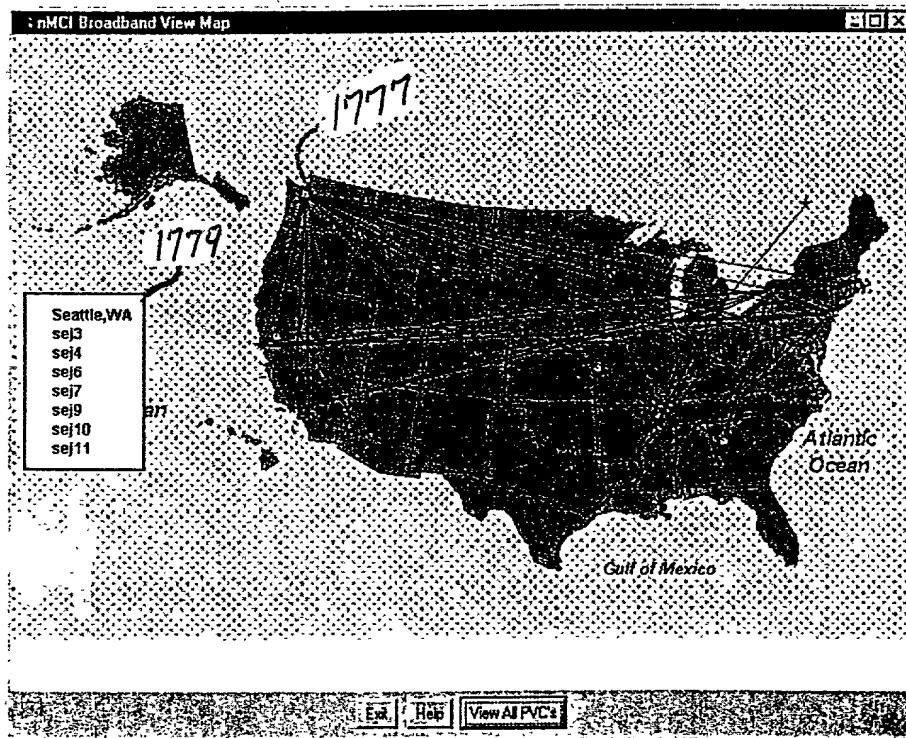 nMCI Broadband View Map
1777
1779
Seattle,WA
sej3
sej4
sej6
sej7
sej9
sej10
sej11
an
Atlantic
Ocean
Gulf of Mexico
Exit Help View All PVC's